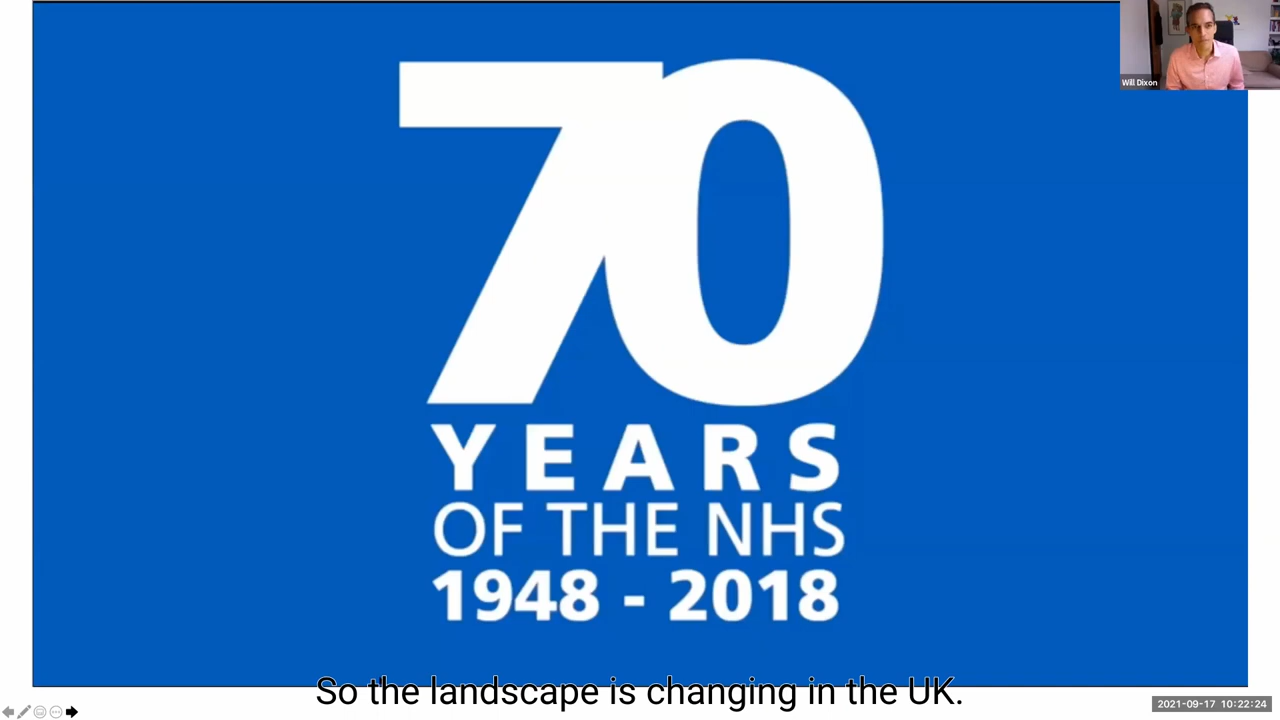 Will Dixon
70
YEARS
OF THE NHS
1948 - 2018
So the landscape is changing in the UK.
2021-09-17 10:22:24